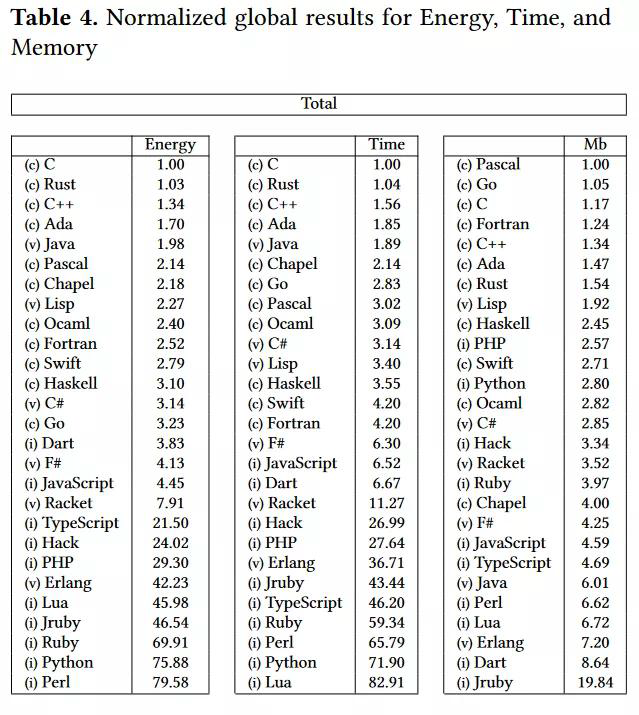 Table 4. Normalized global results for Energy, Time, and
Memory
Total
Energy
(c) C 1.00
(c) Rust 1.03
(c) C++ 1.34
(c) Ada 1.70
(v) Java 1.98
(c) Pascal 2.14
(c) Chapel 2.18
(v) Lisp 2.27
(c) Ocaml 2.40
(c) Fortran 2.52
(c) Swift 2.79
(c) Haskell 3.10
(v) C# 3.14
(c) Go 3.23
(i) Dart 3.83
(v) F# 4.13
(i) JavaScript 4.45
(v) Racket 7.91
(i) TypeScript 21.50
(i) Hack 24.02
(i) PHP 29.30
(v) Erlang 42.23
(i) Lua 45.98
(i) Jruby 46.54
(i) Ruby 69.91
(i) Python 75.88
(i) Perl 79.58
Time
(c) C 1.00
(c) Rust 1.04
(c) C++ 1.56
(c) Ada 1.85
(v) Java 1.89
(c) Chapel 2.14
(c) Go 2.83
(c) Pascal 3.02
(c) Ocaml 3.09
(v) C# 3.14
(v) Lisp 3.40
(c) Haskell 3.55
(c) Swift 4.20
(c) Fortran 4.20
(v) F# 6.30
(i) JavaScript 6.52
(i) Dart 6.67
(v) Racket 11.27
(i) Hack 26.99
(i) PHP 27.64
(v) Erlang 36.71
(i) Jruby 43.44
(i) TypeScript 46.20
(i) Ruby 59.34
(i) Perl 65.79
(i) Python 71.90
(i) Lua 82.91
Mb
(c) Pascal 1.00
(c) Go 1.05
(c) C 1.17
(c) Fortran 1.24
(c) C++ 1.34
(c) Ada 1.47
(c) Rust 1.54
(v) Lisp 1.92
(c) Haskell 2.45
(i) PHP 2.57
(c) Swift 2.71
(i) Python 2.80
(c) Ocaml 2.82
(v) C# 2.85
(i) Hack 3.34
(v) Racket 3.52
(i) Ruby 3.97
(c) Chapel 4.00
(v) F# 4.25
(i) JavaScript 4.59
(i) TypeScript 4.69
(v) Java 6.01
(i) Perl 6.62
(i) Lua 6.72
(v) Erlang 7.20
(i) Dart 8.64
(i) Jruby 19.84